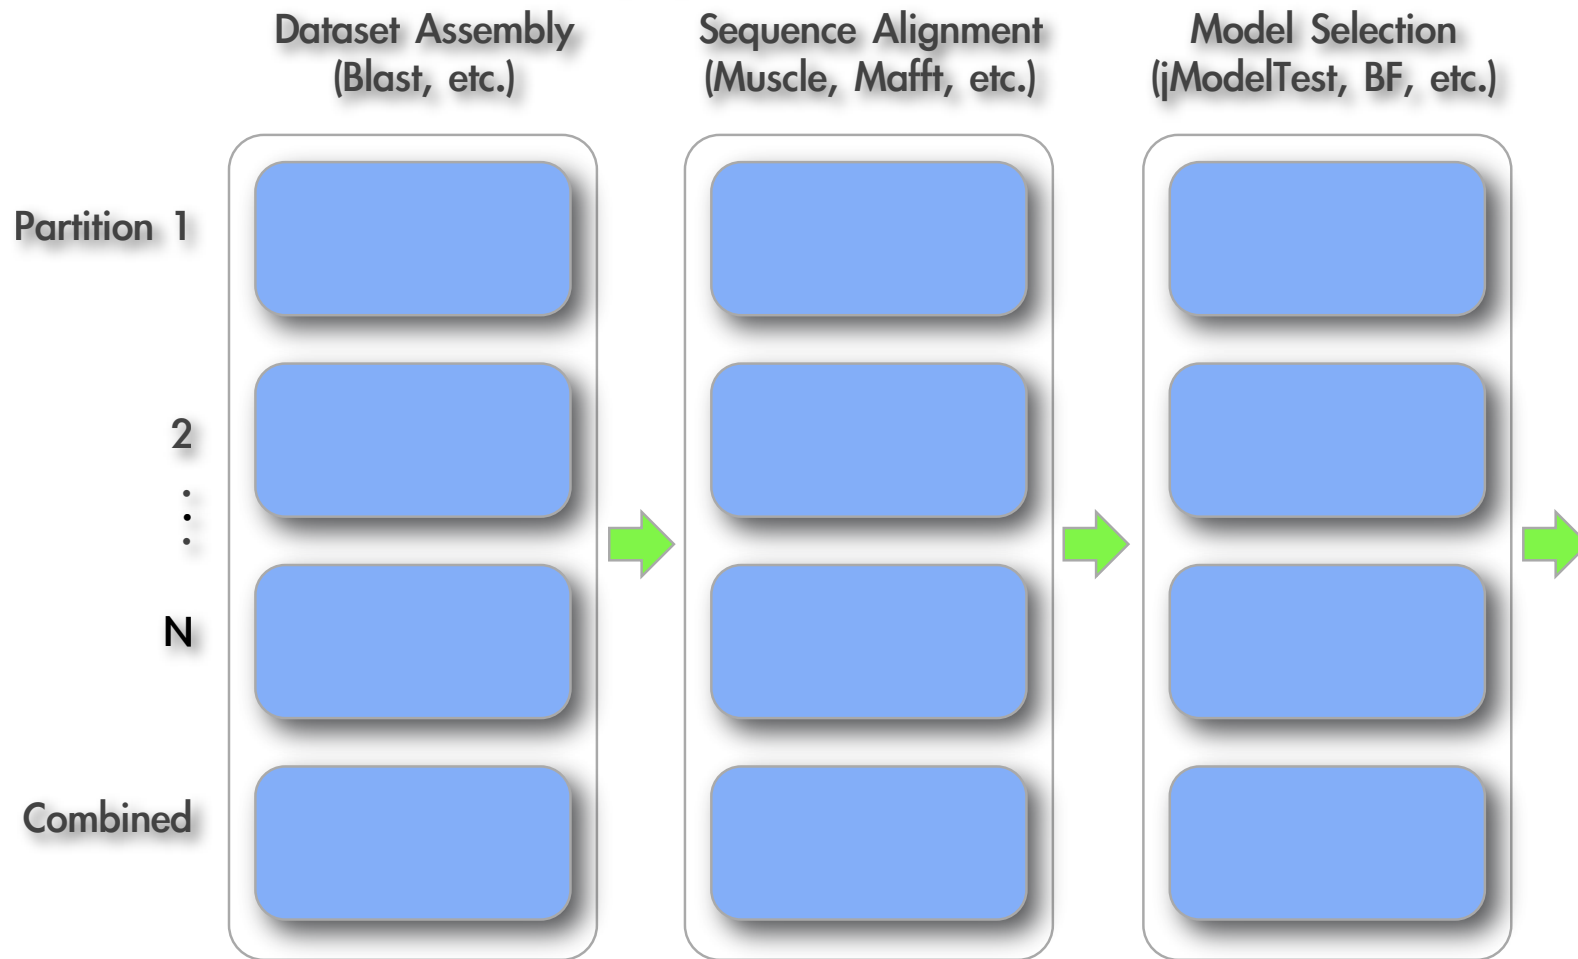 Dataset Assembly
(Blast, etc.)
Sequence Alignment
(Muscle, Mafft, etc.)
Model Selection
(jModelTest, BF, etc.)
Partition 1
2
⋮
N
Combined